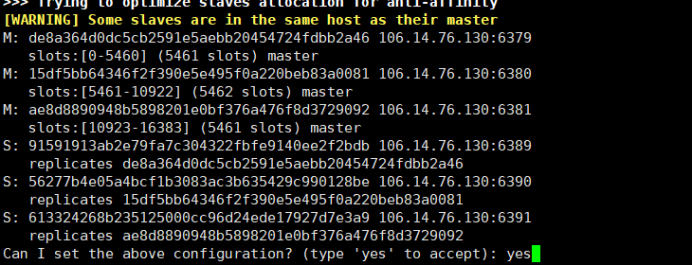 >>> Trying to optimize slaves allocation for anti-affinity
[WARNING] Some slaves are in the same host as their master
M: de8a364d0dc5cb2591e5aebb20454724fdbb2a46 106.14.76.130:6379
slots:[0-5460] (5461 slots) master
M: 15df5bb64346f2f390e5e495f0a220beb83a0081 106.14.76.130:6380
slots:[5461-10922] (5462 slots) master
M: ae8d8890948b5898201e0bf376a476f8d3729092 106.14.76.130:6381
slots:[10923-16383] (5461 slots) master
S: 91591913ab2e79fa7c304322fbfe9140ee2f2bdb 106.14.76.130:6389
replicates de8a364d0dc5cb2591e5aebb20454724fdbb2a46
S: 56277b4e05a4bcf1b3083ac3b635429c990128be 106.14.76.130:6390
replicates 15df5bb64346f2f390e5e495f0a220beb83a0081
S: 613324268b235125000cc96d24ede17927d7e3a9 106.14.76.130:6391
replicates ae8d8890948b5898201e0bf376a476f8d3729092
Can I set the above configuration? (type 'yes' to accept): yes